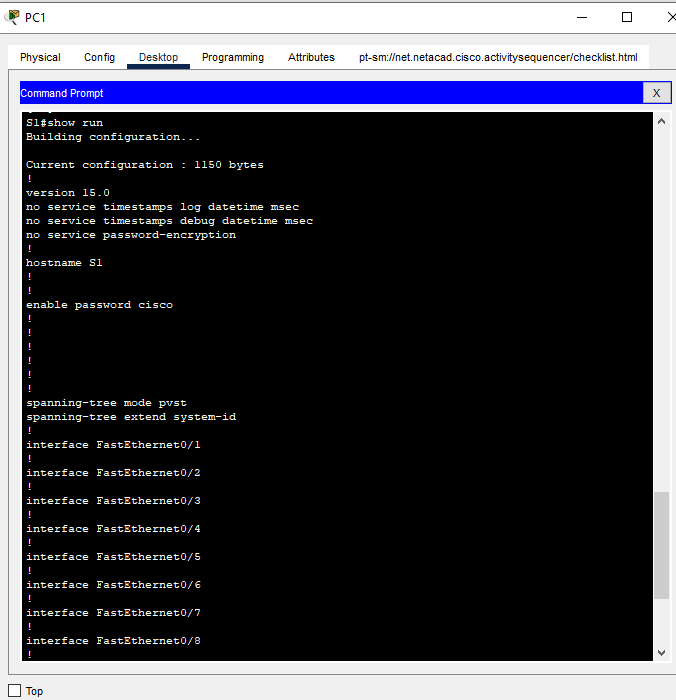 PC1
Physical Config Desktop Programming Attributes pt-sm://net.netacad.cisco.activitysequencer/checklist.html
Command Prompt
X
S1#show run
Building configuration...
Current configuration : 1150 bytes
!
version 15.0
no service timestamps log datetime msec
no service timestamps debug datetime msec
no service password-encryption
!
hostname S1
!
!
enable password cisco
!
!
!
!
!
!
spanning-tree mode pvst
spanning-tree extend system-id
!
interface FastEthernet0/1
!
interface FastEthernet0/2
!
interface FastEthernet0/3
!
interface FastEthernet0/4
!
interface FastEthernet0/5
!
interface FastEthernet0/6
!
interface FastEthernet0/7
!
interface FastEthernet0/8
!
Top